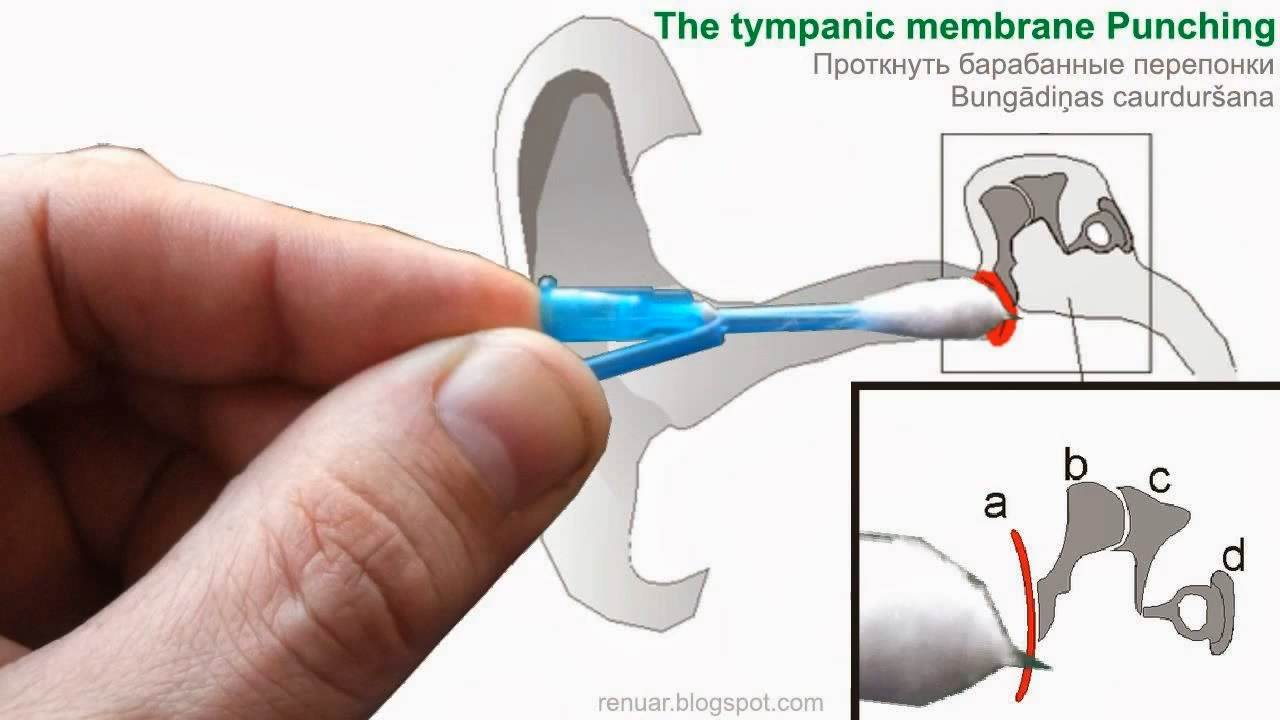 The tympanic membrane Punching
Проткнуть барабанные перепонки
Bungādiņas caurduršana
a
b
c
d
renuar.blogspot.com